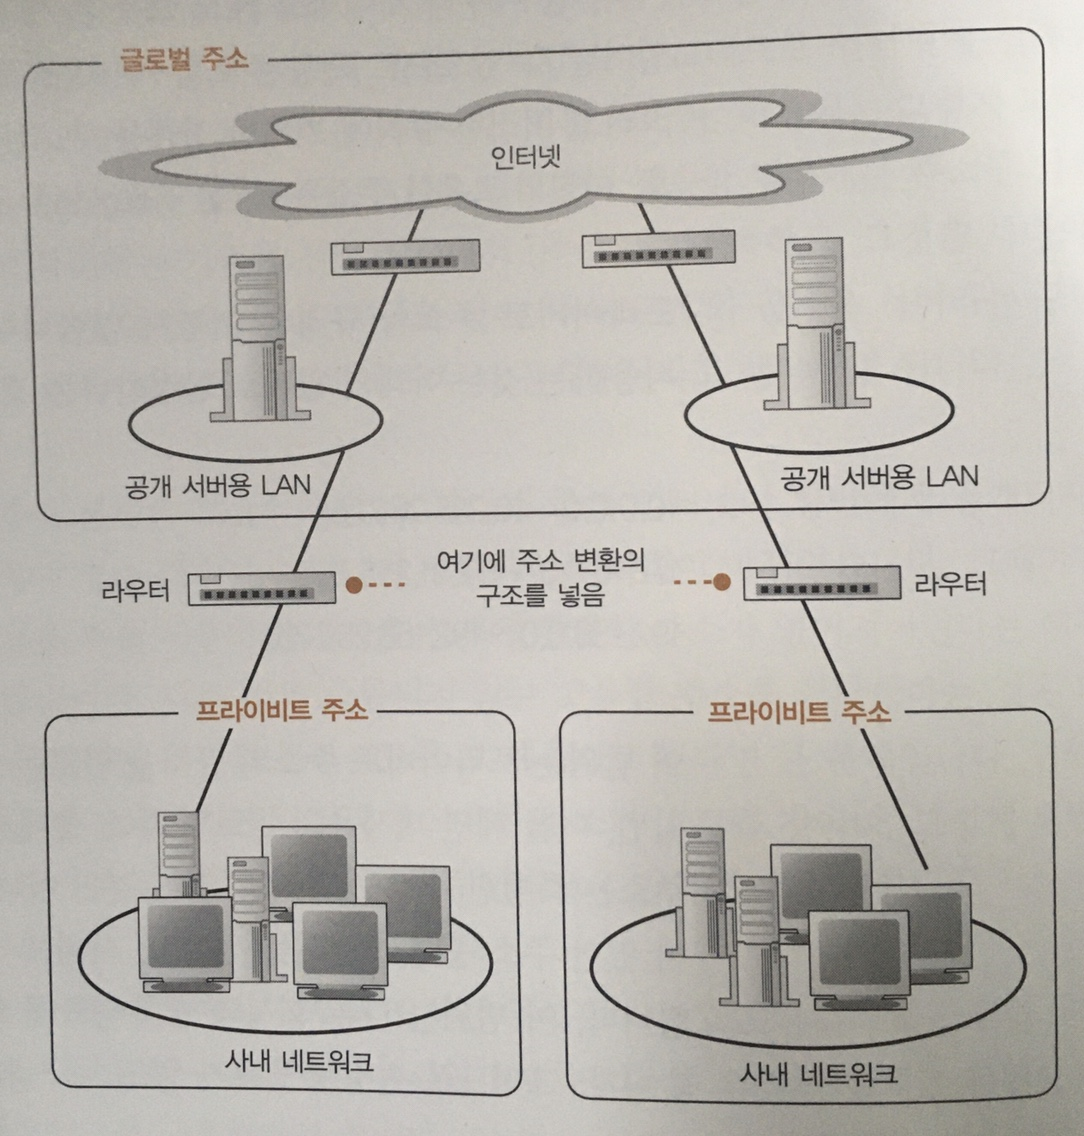 글로벌 주소
인터넷
공개 서버용 LAN
공개 서버용 LAN
여기에 주소 변환의
구조를 넣음
라우터
라우터
프라이비트 주소
프라이비트 주소
사내 네트워크
사내 네트워크